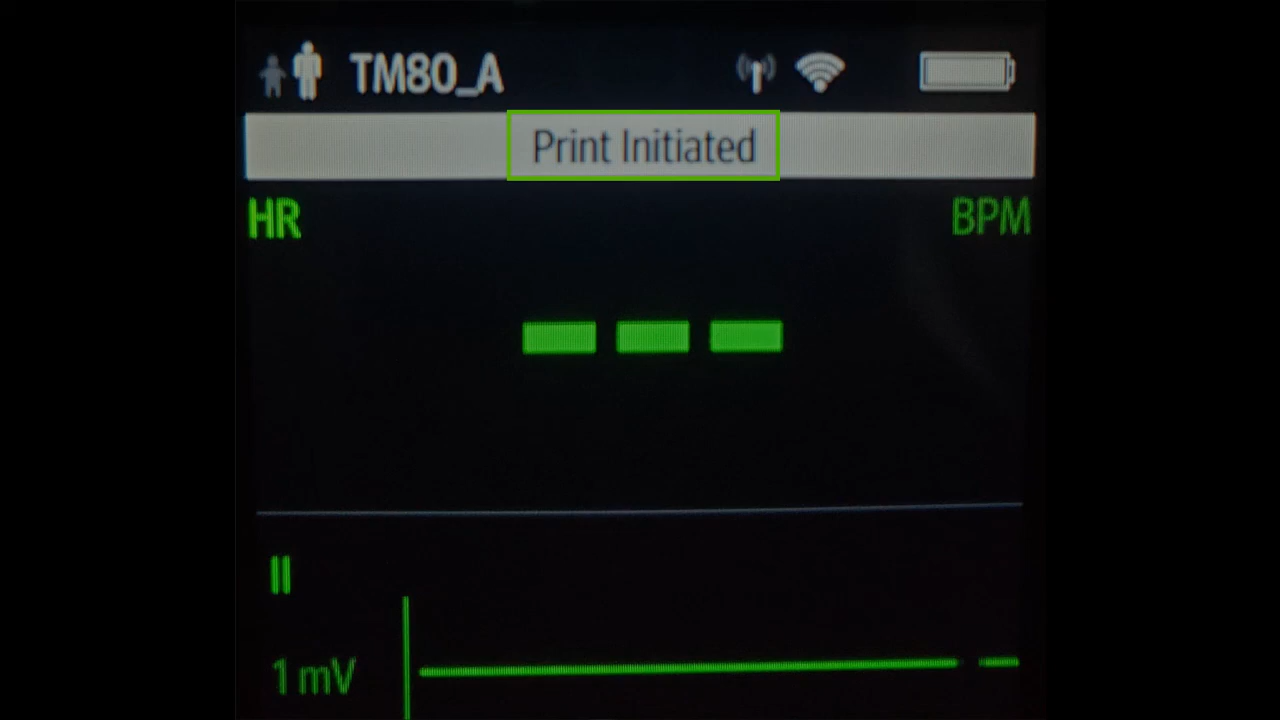 TM80_A
Print Initiated
HR BPM
---
II
1 mV